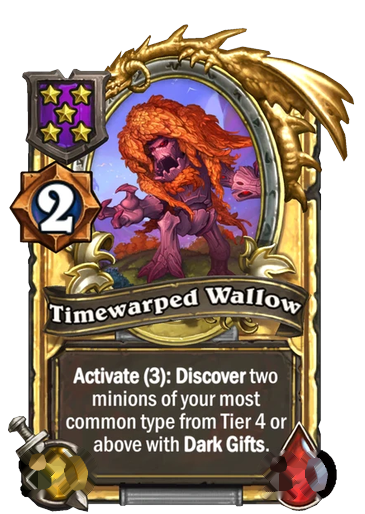 2
Timewarped Wallow
Activate (3): Discover two
minions of your most
common type from Tier 4 or
above with Dark Gifts.